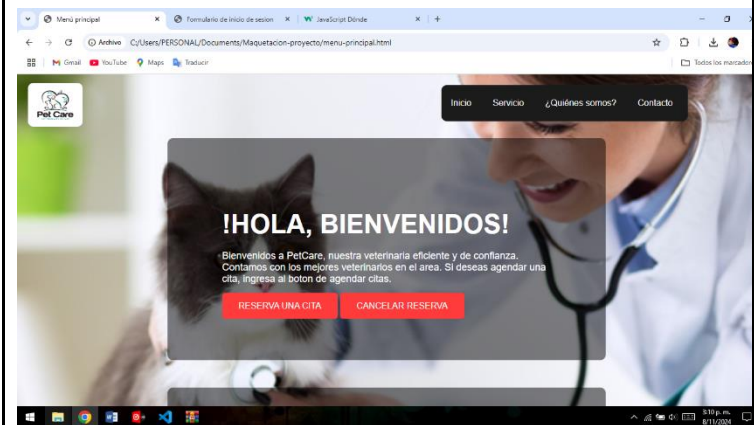 Menú principal
Formulario de inicio de sesion
JavaScript Dónde
Archivo C:/Users/PERSONAL/Documents/Maquetacion-proyecto/menu-principal.html
Gmail YouTube Maps Traducir Todos los marcadores
Pet Care
Inicio Servicio ¿Quiénes somos? Contacto
!HOLA, BIENVENIDOS!
Bienvenidos a PetCare, nuestra veterinaria eficiente y de confianza.
Contamos con los mejores veterinarios en el area. Si deseas agendar una
cita, ingresa al boton de agendar citas.
RESERVA UNA CITA CANCELAR RESERVA
3:10 p. m.
8/11/2024